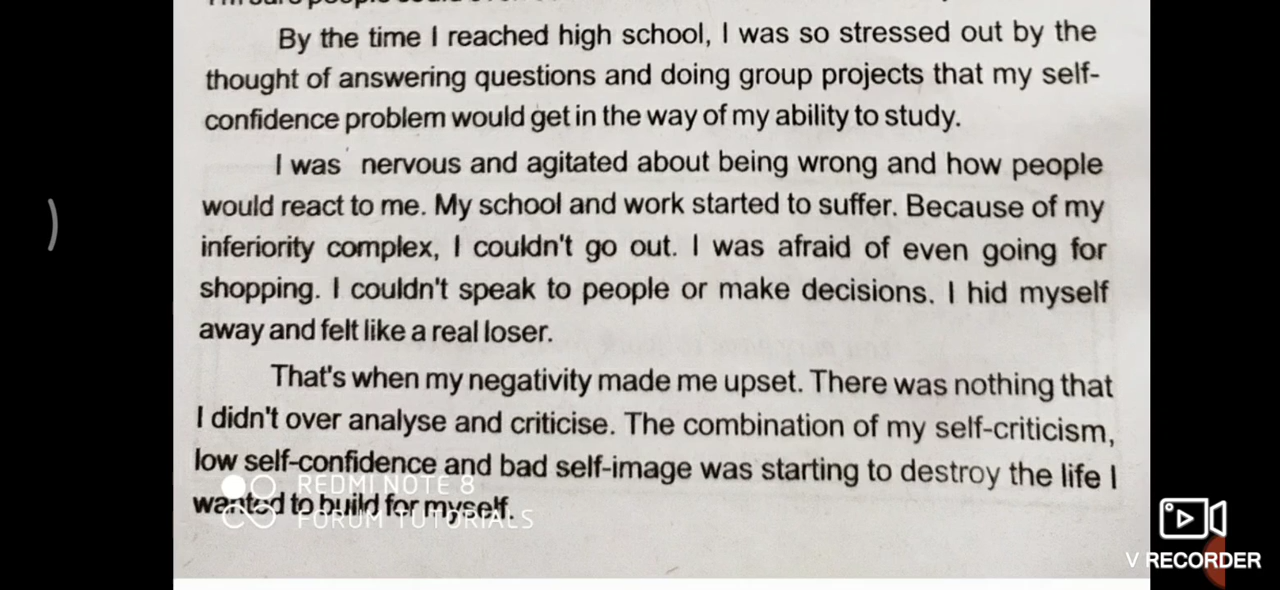 By the time I reached high school, I was so stressed out by the
thought of answering questions and doing group projects that my self-
confidence problem would get in the way of my ability to study.
I was nervous and agitated about being wrong and how people
would react to me. My school and work started to suffer. Because of my
inferiority complex, I couldn't go out. I was afraid of even going for
shopping. I couldn't speak to people or make decisions. I hid myself
away and felt like a real loser.
That's when my negativity made me upset. There was nothing that
I didn't over analyse and criticise. The combination of my self-criticism,
low self-confidence and bad self-image was starting to destroy the life I
wanted to build for myself.
REDMI NOTE 8
FORUM TUTORIALS
V RECORDER